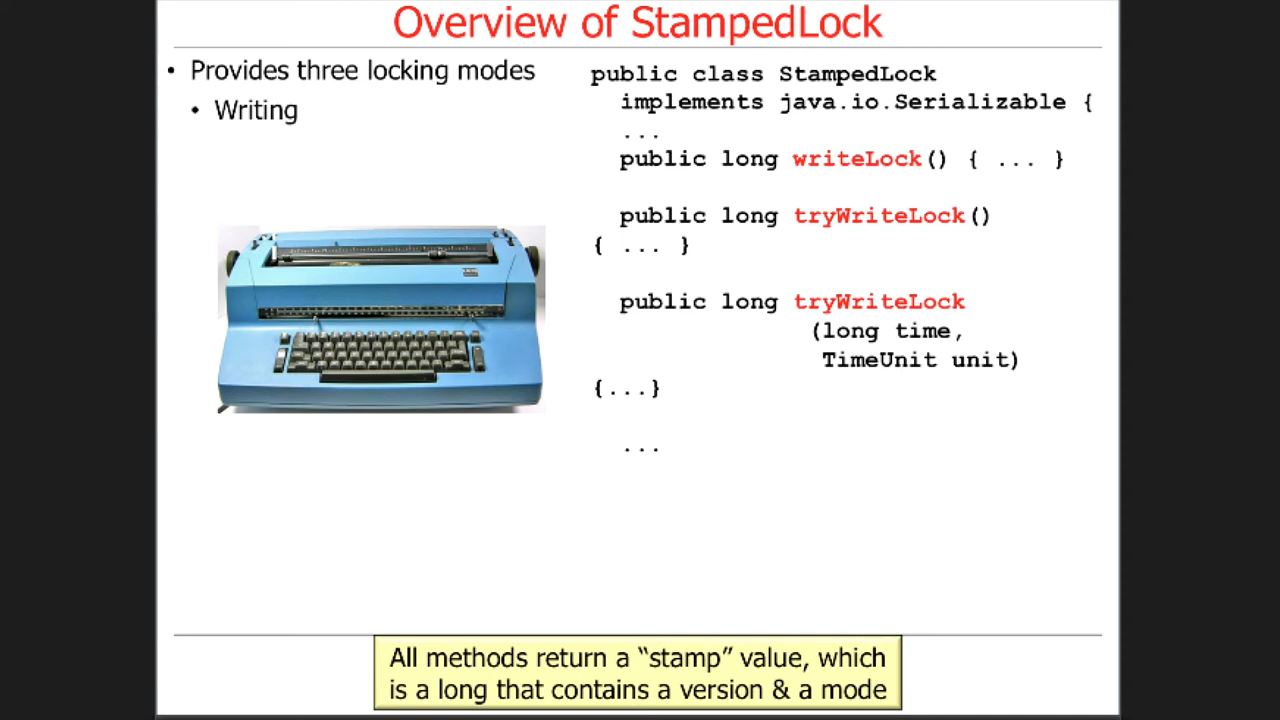 Overview of StampedLock
• Provides three locking modes
• Writing
public class StampedLock
implements java.io.Serializable {
...
public long writeLock() { ... }
public long tryWriteLock()
{ ... }
public long tryWriteLock
(long time,
TimeUnit unit)
{...}
...
All methods return a “stamp” value, which
is a long that contains a version & a mode